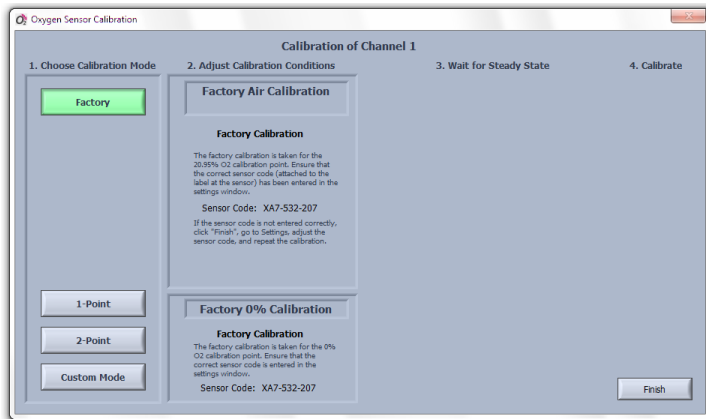 Oxygen Sensor Calibration
Calibration of Channel 1
1. Choose Calibration Mode
2. Adjust Calibration Conditions
3. Wait for Steady State
4. Calibrate
Factory
1-Point
2-Point
Custom Mode
Factory Air Calibration
Factory Calibration
The factory calibration is taken for the
20.95% O2 calibration point. Ensure that
the correct sensor code (attached to the
label at the sensor) has been entered in the
settings window.
Sensor Code: XA7-532-207
If the sensor code is not entered correctly,
click "Finish", go to Settings, adjust the
sensor code, and repeat the calibration.
Factory 0% Calibration
Factory Calibration
The factory calibration is taken for the 0%
O2 calibration point. Ensure that the
correct sensor code is entered in the
settings window.
Sensor Code: XA7-532-207
Finish